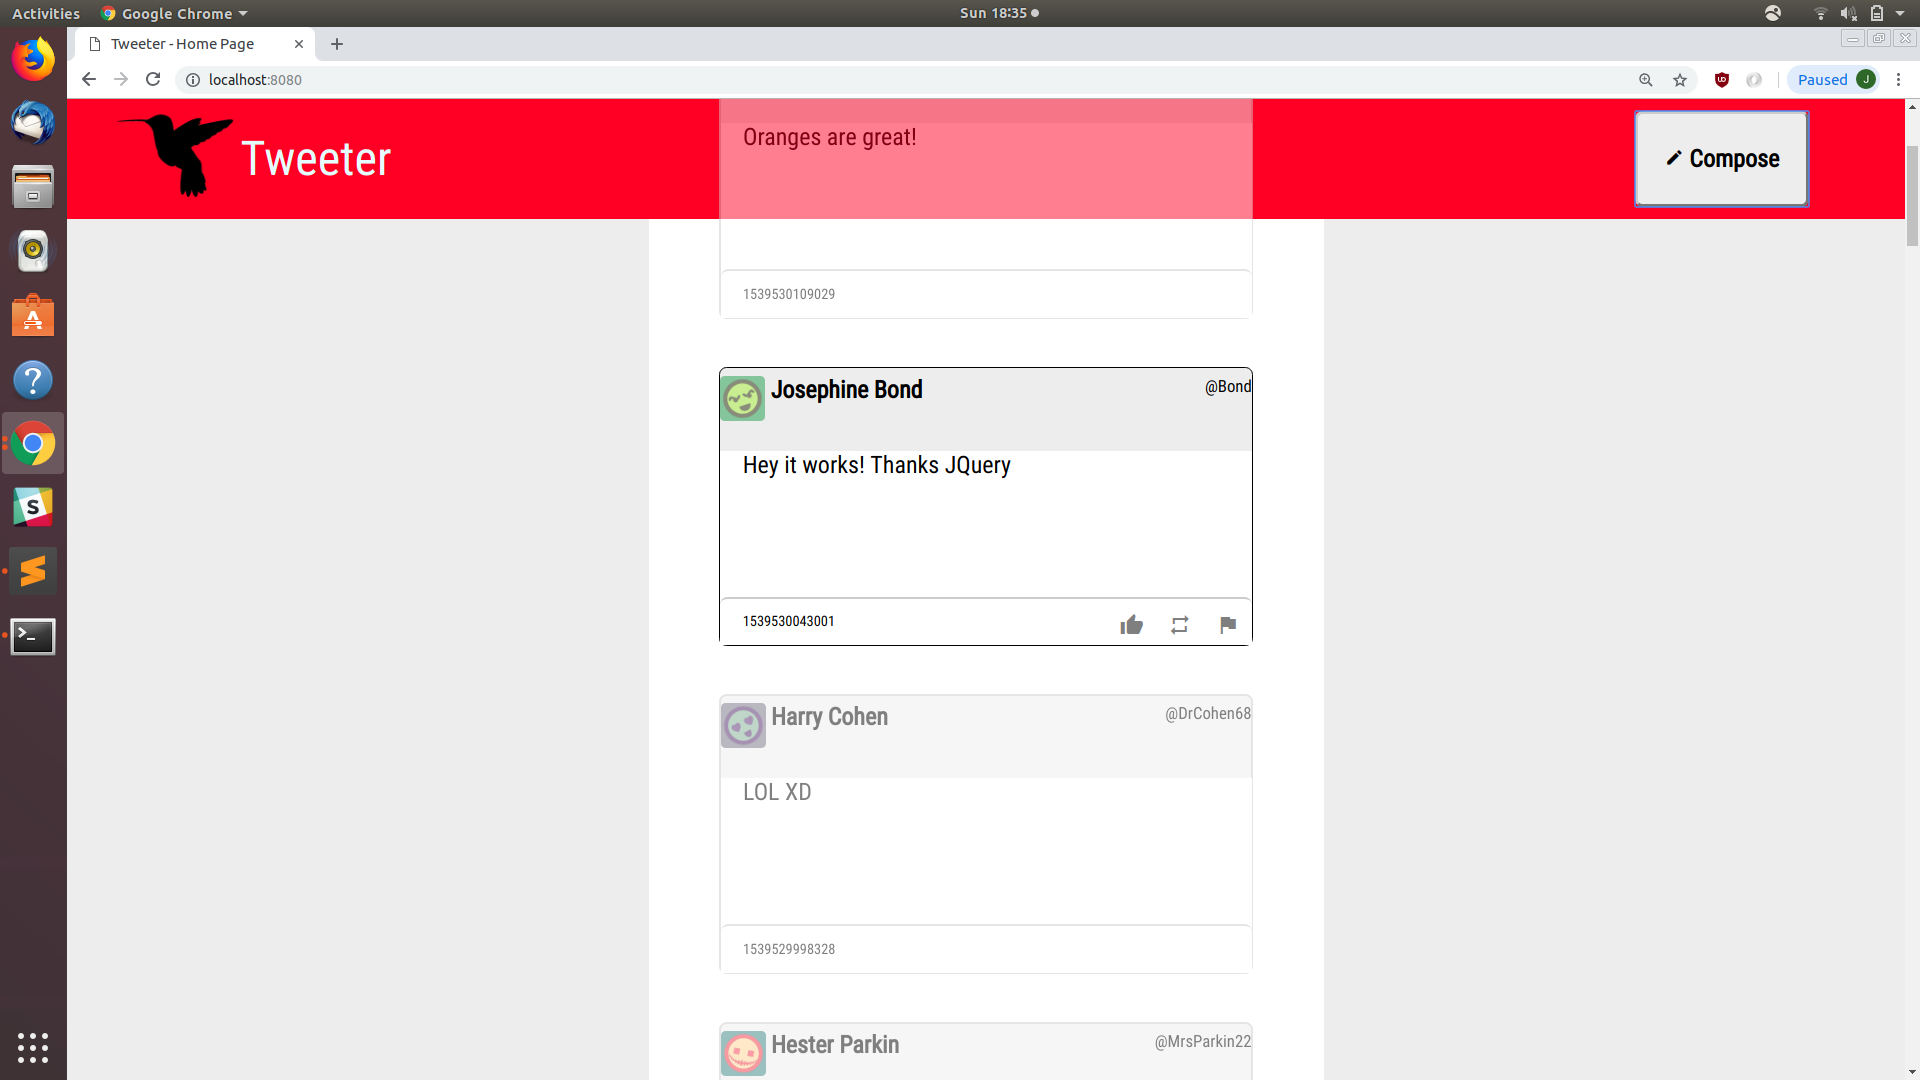 Activities
Google Chrome
Sun 18:35
Tweeter - Home Page
localhost:8080
Paused
J
Tweeter
Compose
Oranges are great!
1539530109029
Josephine Bond
@Bond
Hey it works! Thanks JQuery
1539530043001
Harry Cohen
@DrCohen68
LOL XD
1539529998328
Hester Parkin
@MrsParkin22